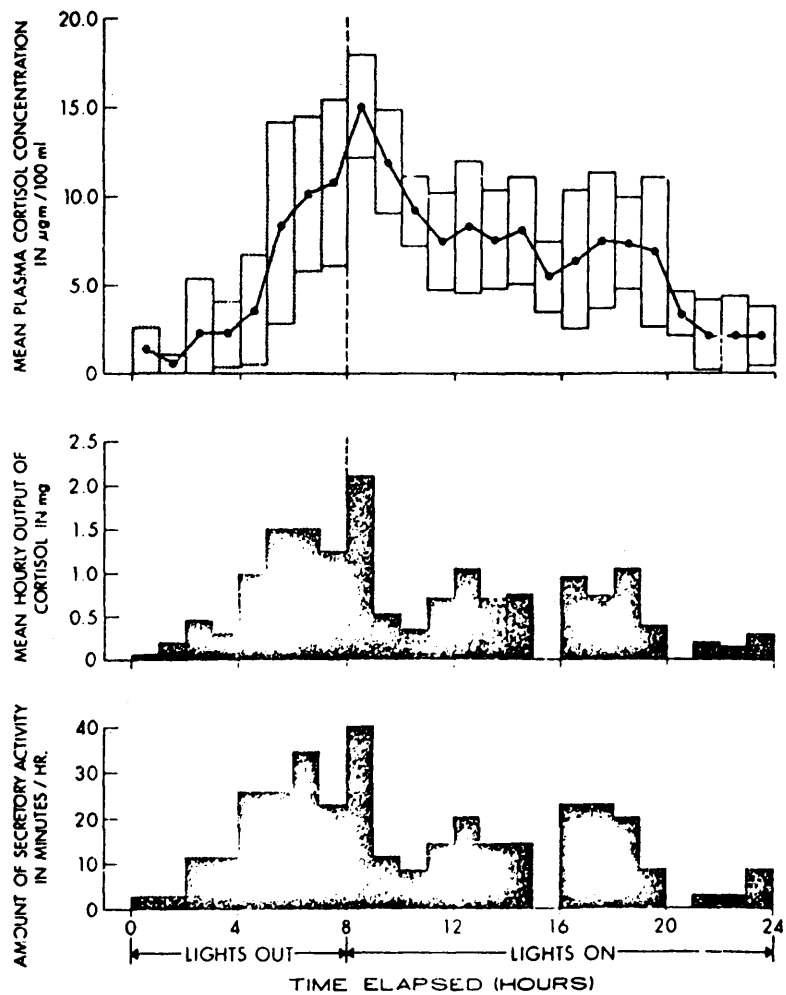 MEAN PLASMA CORTISOL CONCENTRATION
IN µgm/100 ml
20.0
15.0
10.0
5.0
0
MEAN HOURLY OUTPUT OF
CORTISOL IN mg
2.5
2.0
1.5
1.0
0.5
0
AMOUNT OF SECRETORY ACTIVITY
IN MINUTES/HR.
40
30
20
10
0
0 4 8 12 16 20 24
LIGHTS OUT LIGHTS ON
TIME ELAPSED (HOURS)